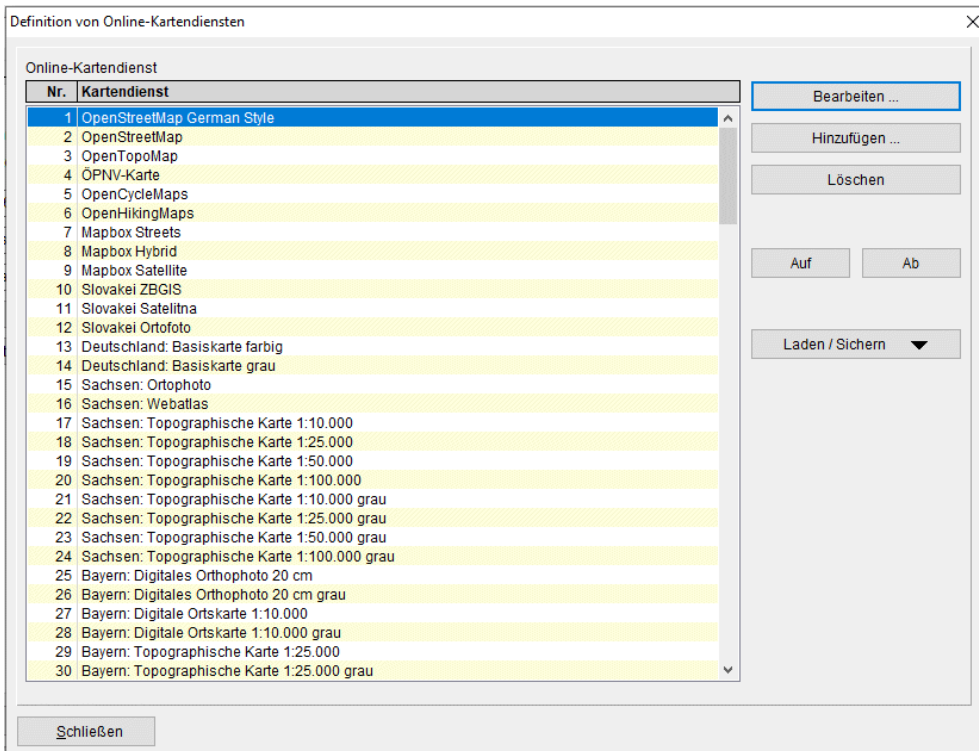 Definition von Online-Kartendiensten
Online-Kartendienst
Nr. Kartendienst
1 OpenStreetMap German Style
2 OpenStreetMap
3 OpenTopoMap
4 ÖPNV-Karte
5 OpenCycleMaps
6 OpenHikingMaps
7 Mapbox Streets
8 Mapbox Hybrid
9 Mapbox Satellite
10 Slovakei ZBGIS
11 Slovakei Satelitna
12 Slovakei Ortofoto
13 Deutschland: Basiskarte farbig
14 Deutschland: Basiskarte grau
15 Sachsen: Ortophoto
16 Sachsen: Webatlas
17 Sachsen: Topographische Karte 1:10.000
18 Sachsen: Topographische Karte 1:25.000
19 Sachsen: Topographische Karte 1:50.000
20 Sachsen: Topographische Karte 1:100.000
21 Sachsen: Topographische Karte 1:10.000 grau
22 Sachsen: Topographische Karte 1:25.000 grau
23 Sachsen: Topographische Karte 1:50.000 grau
24 Sachsen: Topographische Karte 1:100.000 grau
25 Bayern: Digitales Orthophoto 20 cm
26 Bayern: Digitales Orthophoto 20 cm grau
27 Bayern: Digitale Ortskarte 1:10.000
28 Bayern: Digitale Ortskarte 1:10.000 grau
29 Bayern: Topographische Karte 1:25.000
30 Bayern: Topographische Karte 1:25.000 grau
Bearbeiten ...
Hinzufügen ...
Löschen
Auf Ab
Laden / Sichern
Schließen